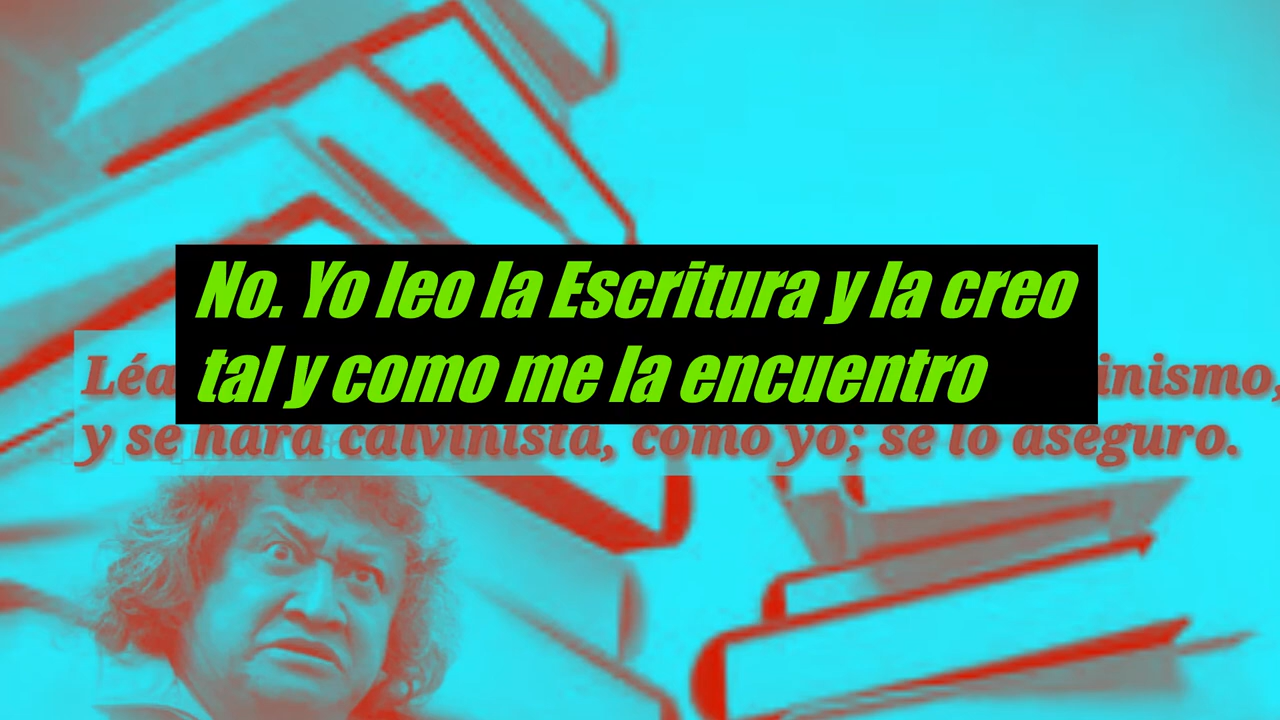 No. Yo leo la Escritura y la creo
tal y como me la encuentro
Léa inismo,
y se hará calvinista, como yo; se lo aseguro.